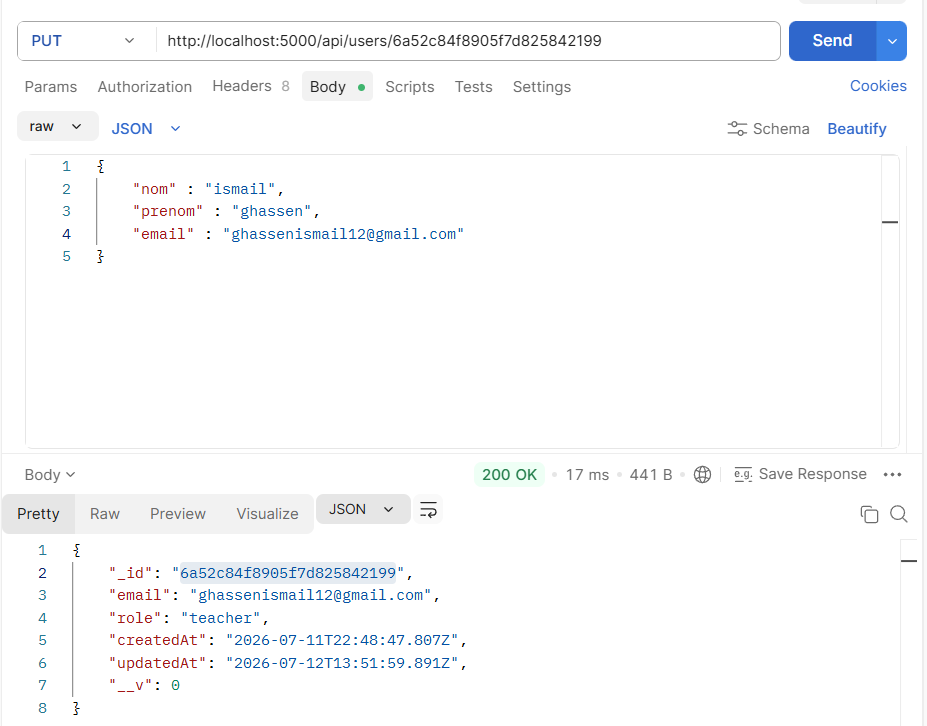 PUT http://localhost:5000/api/users/6a52c84f8905f7d825842199 Send
Params Authorization Headers 8 Body Scripts Tests Settings Cookies
raw JSON Schema Beautify
1 {
2 "nom" : "ismail",
3 "prenom" : "ghassen",
4 "email" : "ghassenismail12@gmail.com"
5 }
Body 200 OK 17 ms 441 B e.g. Save Response
Pretty Raw Preview Visualize JSON
1 {
2 "_id": "6a52c84f8905f7d825842199",
3 "email": "ghassenismail12@gmail.com",
4 "role": "teacher",
5 "createdAt": "2026-07-11T22:48:47.807Z",
6 "updatedAt": "2026-07-12T13:51:59.891Z",
7 "__v": 0
8 }